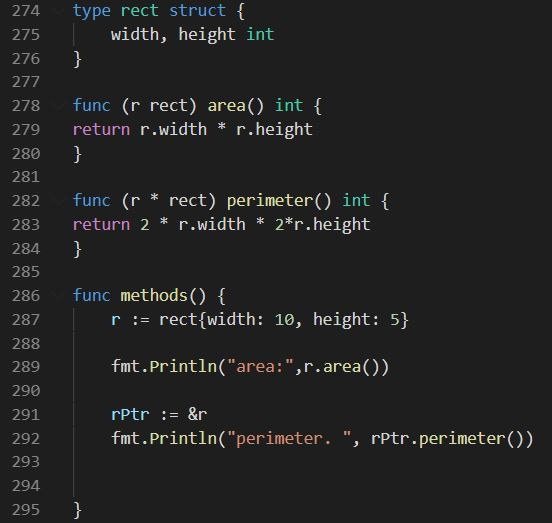 274 type rect struct {
275     width, height int
276 }
277
278 func (r rect) area() int {
279 return r.width * r.height
280 }
281
282 func (r * rect) perimeter() int {
283 return 2 * r.width * 2*r.height
284 }
285
286 func methods() {
287     r := rect{width: 10, height: 5}
288
289     fmt.Println("area:",r.area())
290
291     rPtr := &r
292     fmt.Println("perimeter. ", rPtr.perimeter())
293
294
295 }